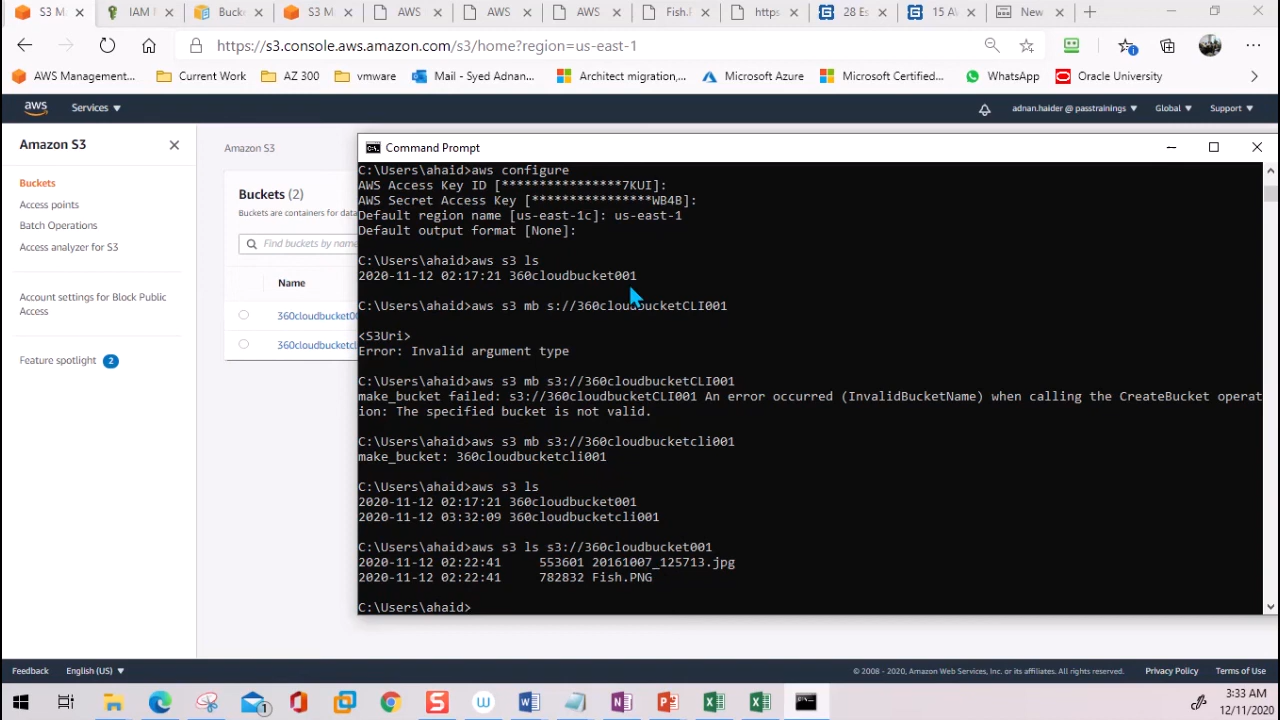 S3 M
IAM
Bucke
S3 M
AWS
AWS
AWS
Fish.F
https
28 Es
15 A
New
https://s3.console.aws.amazon.com/s3/home?region=us-east-1
AWS Management...
Current Work
AZ 300
vmware
Mail - Syed Adnan...
Architect migration,...
Microsoft Azure
Microsoft Certified...
WhatsApp
Oracle University
aws
Services
adnan.haider @ passtrainings
Global
Support
Amazon S3
Buckets
Access points
Batch Operations
Access analyzer for S3
Account settings for Block Public
Access
Feature spotlight 2
Amazon S3
Buckets (2)
Buckets are containers for data
Find buckets by name
Name
360cloudbucket00
360cloudbucketcl
Command Prompt
C:\Users\ahaid>aws configure
AWS Access Key ID [****************7KUI]:
AWS Secret Access Key [****************WB4B]:
Default region name [us-east-1c]: us-east-1
Default output format [None]:
C:\Users\ahaid>aws s3 ls
2020-11-12 02:17:21 360cloudbucket001
C:\Users\ahaid>aws s3 mb s://360cloudbucketCLI001
<S3Uri>
Error: Invalid argument type
C:\Users\ahaid>aws s3 mb s3://360cloudbucketCLI001
make_bucket failed: s3://360cloudbucketCLI001 An error occurred (InvalidBucketName) when calling the CreateBucket operat
ion: The specified bucket is not valid.
C:\Users\ahaid>aws s3 mb s3://360cloudbucketcli001
make_bucket: 360cloudbucketcli001
C:\Users\ahaid>aws s3 ls
2020-11-12 02:17:21 360cloudbucket001
2020-11-12 03:32:09 360cloudbucketcli001
C:\Users\ahaid>aws s3 ls s3://360cloudbucket001
2020-11-12 02:22:41     553601 20161007_125713.jpg
2020-11-12 02:22:41     782832 Fish.PNG
C:\Users\ahaid>
Feedback
English (US)
© 2008 - 2020, Amazon Web Services, Inc. or its affiliates. All rights reserved.
Privacy Policy
Terms of Use
1
3:33 AM
12/11/2020